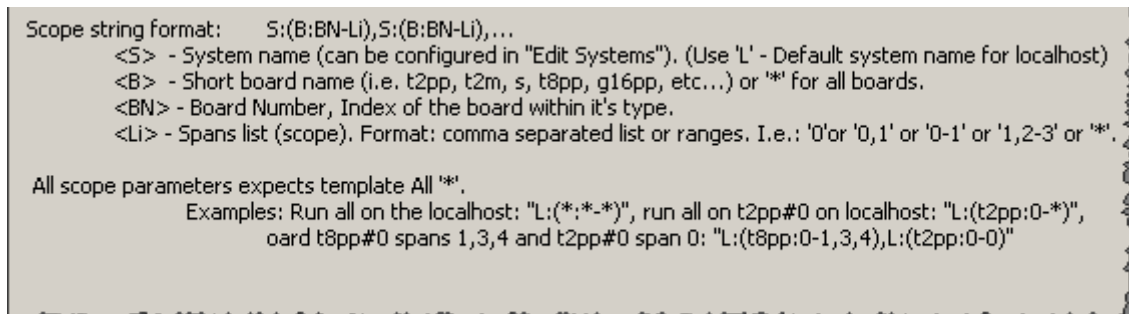 Scope string format: S:(B:BN-Li),S:(B:BN-Li),...
<S> - System name (can be configured in "Edit Systems"). (Use 'L' - Default system name for localhost)
<B> - Short board name (i.e. t2pp, t2m, s, t8pp, g16pp, etc...) or '*' for all boards.
<BN> - Board Number, Index of the board within it's type.
<Li> - Spans list (scope). Format: comma separated list or ranges. I.e.: '0'or '0,1' or '0-1' or '1,2-3' or '*'.
All scope parameters expects template All '*'.
Examples: Run all on the localhost: "L:(*:*-*)", run all on t2pp#0 on localhost: "L:(t2pp:0-*)",
oard t8pp#0 spans 1,3,4 and t2pp#0 span 0: "L:(t8pp:0-1,3,4),L:(t2pp:0-0)"